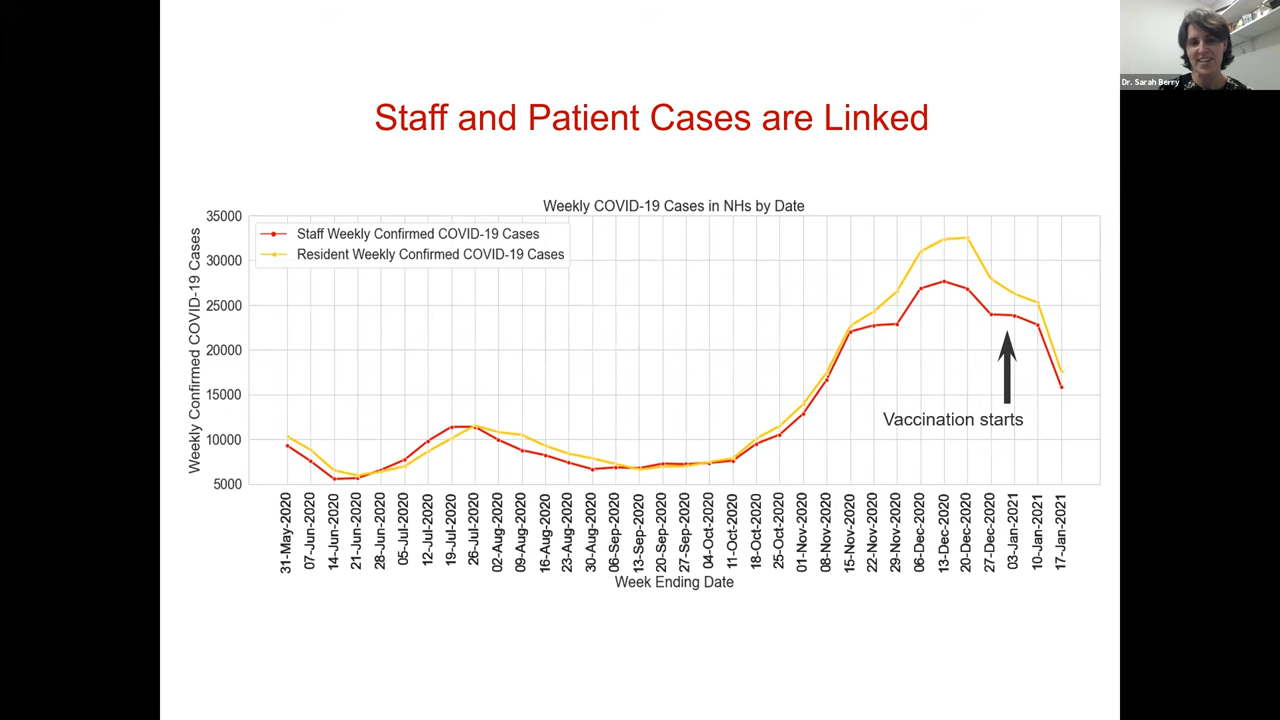 Dr. Sarah Berry
Staff and Patient Cases are Linked
Weekly COVID-19 Cases in NHs by Date
Staff Weekly Confirmed COVID-19 Cases
Resident Weekly Confirmed COVID-19 Cases
Weekly Confirmed COVID-19 Cases
35000
30000
25000
20000
15000
10000
5000
Vaccination starts
31-May-2020
07-Jun-2020
14-Jun-2020
21-Jun-2020
28-Jun-2020
05-Jul-2020
12-Jul-2020
19-Jul-2020
26-Jul-2020
02-Aug-2020
09-Aug-2020
16-Aug-2020
23-Aug-2020
30-Aug-2020
06-Sep-2020
13-Sep-2020
20-Sep-2020
27-Sep-2020
04-Oct-2020
11-Oct-2020
18-Oct-2020
25-Oct-2020
01-Nov-2020
08-Nov-2020
15-Nov-2020
22-Nov-2020
29-Nov-2020
06-Dec-2020
13-Dec-2020
20-Dec-2020
27-Dec-2020
03-Jan-2021
10-Jan-2021
17-Jan-2021
Week Ending Date